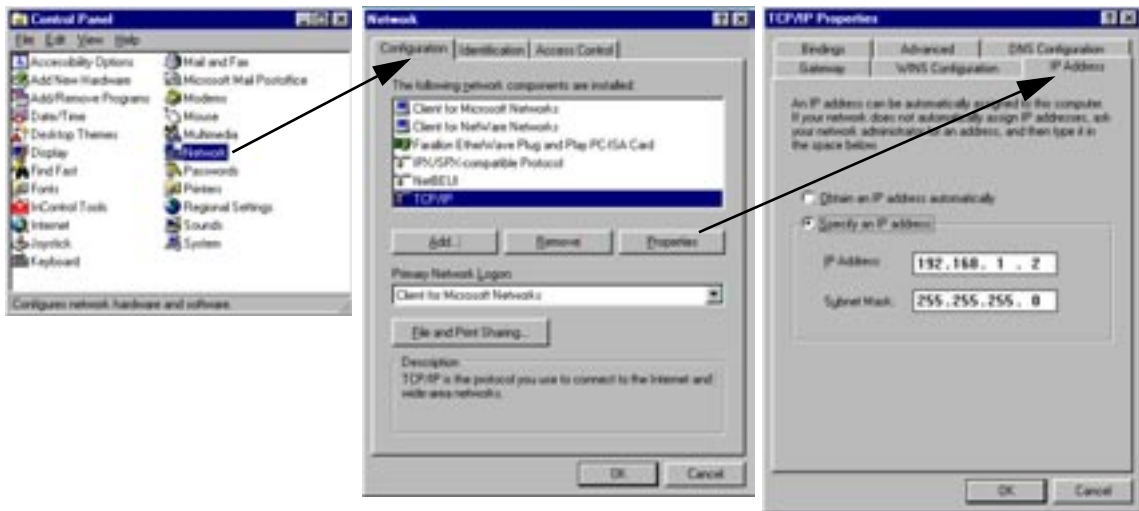 Control Panel
File Edit View Help
Accessibility Options
Add New Hardware
Add/Remove Programs
Date/Time
Desktop Themes
Display
Find Fast
Fonts
InControl Tools
Internet
Joystick
Keyboard
Mail and Fax
Microsoft Mail Postoffice
Modems
Mouse
Multimedia
Network
Passwords
Printers
Regional Settings
Sounds
System
Configures network hardware and software.
Network
Configuration Identification Access Control
The following network components are installed:
Client for Microsoft Networks
Client for NetWare Networks
Farallon EtherWave Plug and Play PC-ISA Card
IPX/SPX-compatible Protocol
NetBEUI
TCP/IP
Add... Remove Properties
Primary Network Logon:
Client for Microsoft Networks
File and Print Sharing...
Description
TCP/IP is the protocol you use to connect to the Internet and
wide-area networks.
OK Cancel
TCP/IP Properties
Bindings Advanced DNS Configuration
Gateway WINS Configuration IP Address
An IP address can be automatically assigned to this computer.
If your network does not automatically assign IP addresses, ask
your network administrator for an address, and then type it in
the space below.
Obtain an IP address automatically
Specify an IP address:
IP Address: 192.168. 1 . 2
Subnet Mask: 255.255.255. 0
OK Cancel